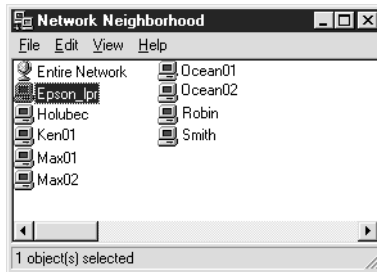 Network Neighborhood
File Edit View Help
Entire Network
Epson_lpr
Holubec
Ken01
Max01
Max02
Ocean01
Ocean02
Robin
Smith
1 object(s) selected